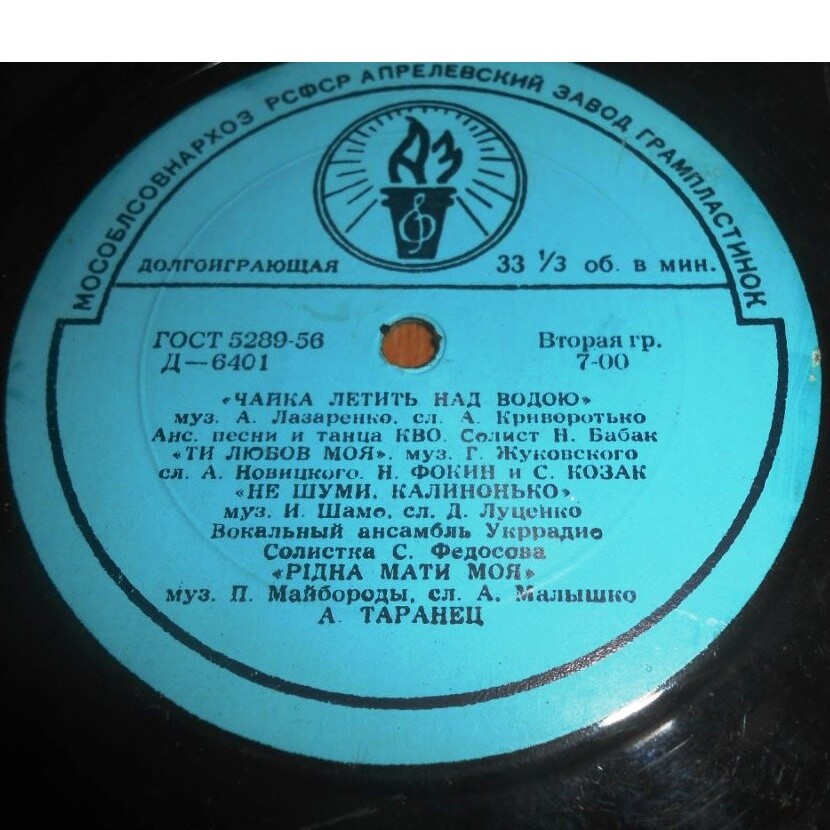 МОСОБЛСОВНАРХОЗ РСФСР АПРЕЛЕВСКИЙ ЗАВОД ГРАМПЛАСТИНОК
АЗ
ДОЛГОИГРАЮЩАЯ 33 1/3 об. в мин.
ГОСТ 5289-56 Вторая гр.
Д—6401 7-00
«ЧАЙКА ЛЕТИТЬ НАД ВОДОЮ»
муз. А. Лазаренко, сл. А. Криворотько
Анс. песни и танца КВО. Солист Н. Бабак
«ТИ ЛЮБОВ МОЯ», муз. Г. Жуковского
сл. А. Новицкого. Н. ФОКИН и С. КОЗАК
«НЕ ШУМИ, КАЛИНОНЬКО»
муз. И. Шамо, сл. Д. Луценко
Вокальный ансамбль Укррадио
Солистка С. Федосова
«РІДНА МАТИ МОЯ»
муз. П. Майбороды, сл. А. Малышко
А. ТАРАНЕЦ